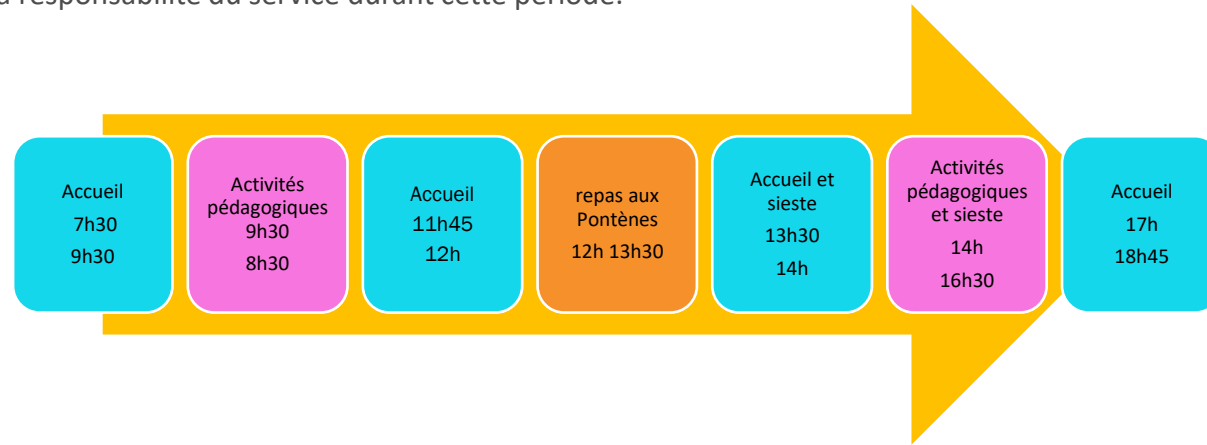 a responsabilité du service durant cette période.
Accueil
7h30
9h30
Activités
pédagogiques
9h30
8h30
Accueil
11h45
12h
repas aux
Pontènes
12h 13h30
Accueil et
sieste
13h30
14h
Activités
pédagogiques
et sieste
14h
16h30
Accueil
17h
18h45